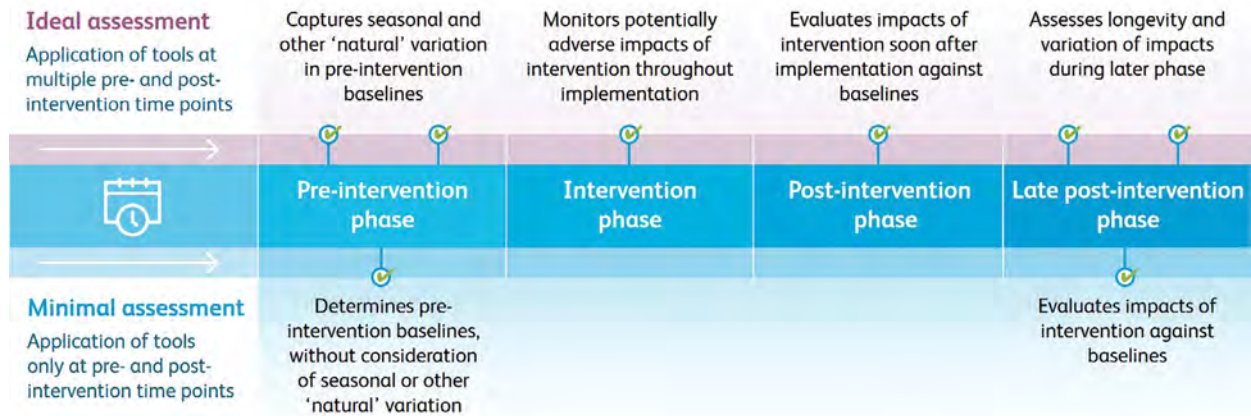 Ideal assessment
Application of tools at
multiple pre- and post-
intervention time points
Captures seasonal and
other ‘natural’ variation
in pre-intervention
baselines
Monitors potentially
adverse impacts of
intervention throughout
implementation
Evaluates impacts of
intervention soon after
implementation against
baselines
Assesses longevity and
variation of impacts
during later phase
Pre-intervention
phase
Intervention
phase
Post-intervention
phase
Late post-intervention
phase
Minimal assessment
Application of tools
only at pre- and post-
intervention time points
Determines pre-
intervention baselines,
without consideration
of seasonal or other
‘natural’ variation
Evaluates impacts of
intervention against
baselines